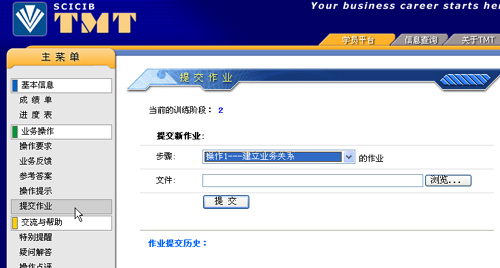 SCICIB
TMT
Your business career starts he
学员平台
信息查询
关于TMT
主菜单
基本信息
成 绩 单
进 度 表
业务操作
操作要求
业务反馈
参考答案
操作提示
提交作业
交流与帮助
特别提醒
疑问解答
操作点评
提交作业
当前的训练阶段： 2
提交新作业：
步骤： 操作1---建立业务关系 的作业
文件： 浏览...
提 交
作业提交历史：